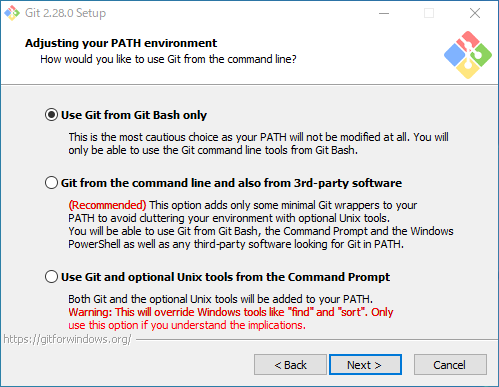 Git 2.28.0 Setup
Adjusting your PATH environment
How would you like to use Git from the command line?
Use Git from Git Bash only
This is the most cautious choice as your PATH will not be modified at all. You will
only be able to use the Git command line tools from Git Bash.
Git from the command line and also from 3rd-party software
(Recommended) This option adds only some minimal Git wrappers to your
PATH to avoid cluttering your environment with optional Unix tools.
You will be able to use Git from Git Bash, the Command Prompt and the Windows
PowerShell as well as any third-party software looking for Git in PATH.
Use Git and optional Unix tools from the Command Prompt
Both Git and the optional Unix tools will be added to your PATH.
Warning: This will override Windows tools like "find" and "sort". Only
use this option if you understand the implications.
https://gitforwindows.org/
< Back
Next >
Cancel